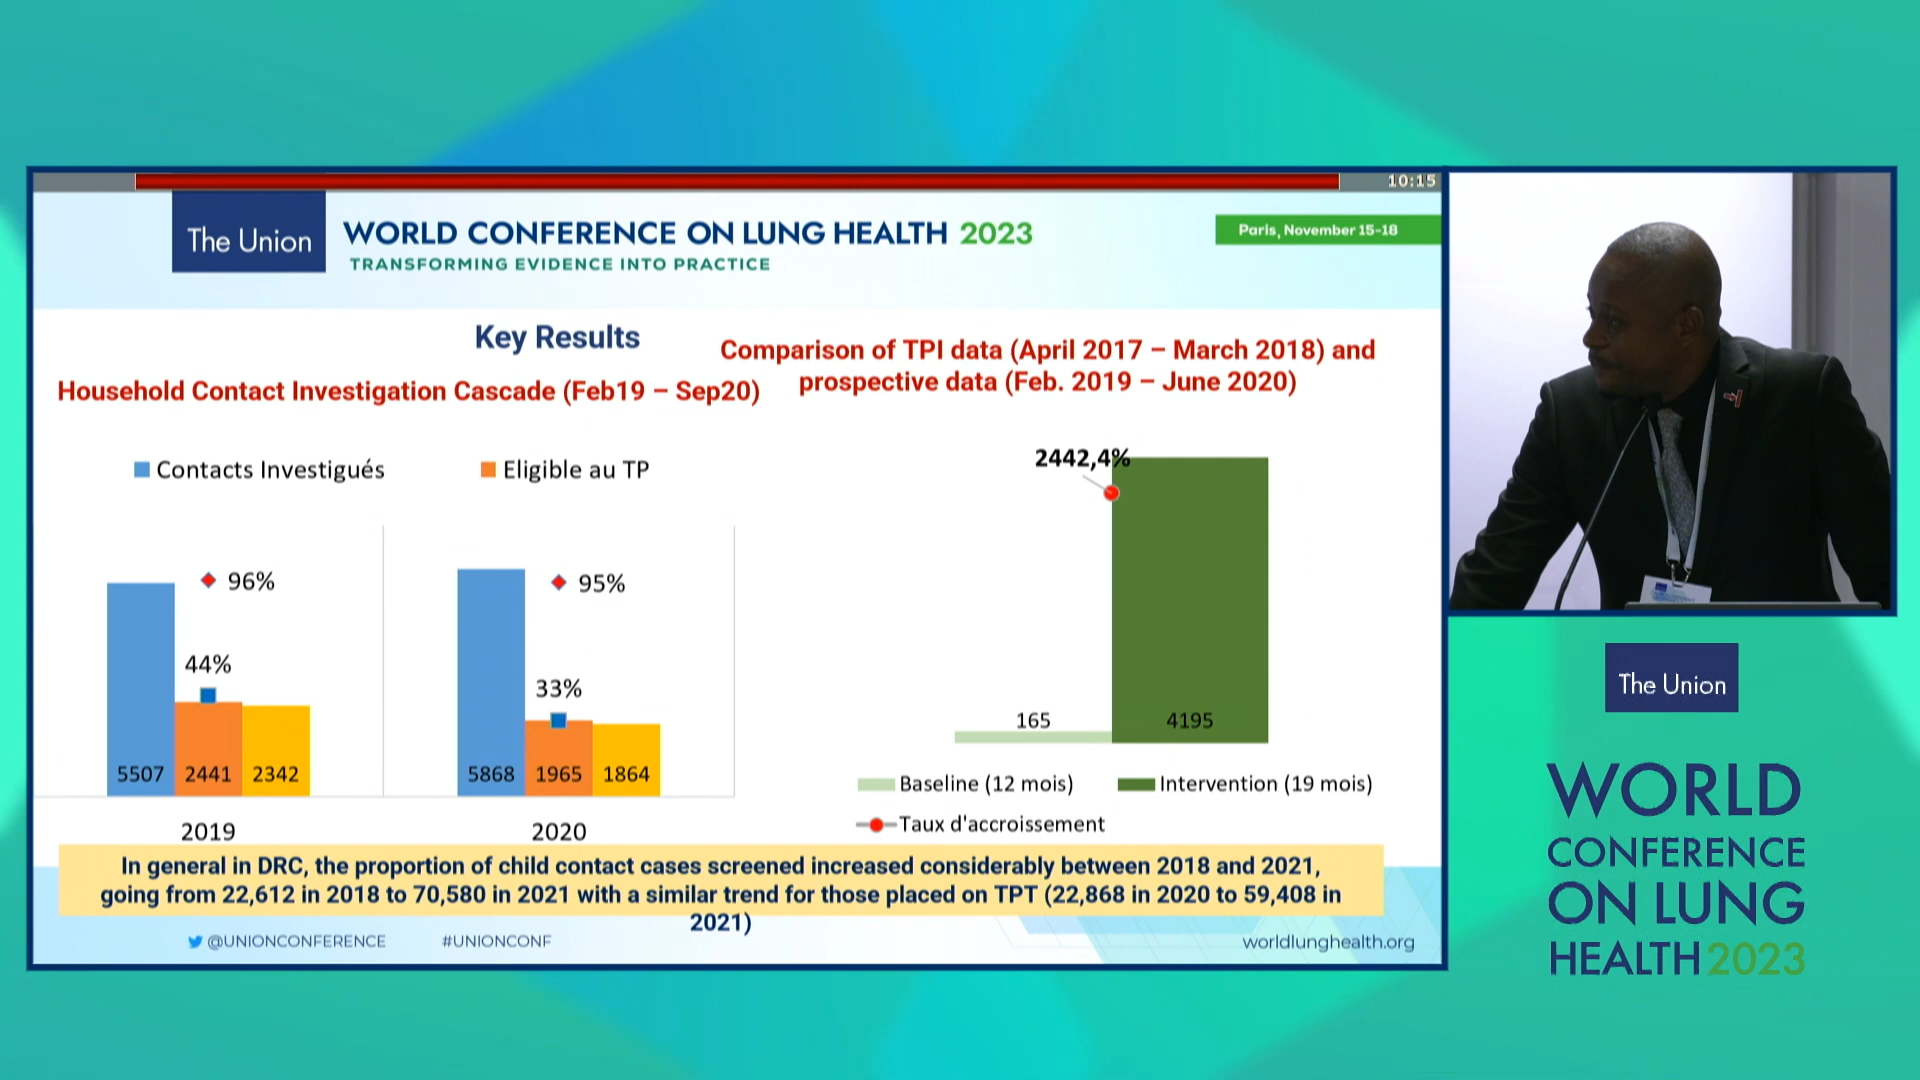 10:15
The Union
WORLD CONFERENCE ON LUNG HEALTH 2023
TRANSFORMING EVIDENCE INTO PRACTICE
Paris, November 15-18
Key Results
Household Contact Investigation Cascade (Feb19 – Sep20)
Contacts Investigués
Eligible au TP
96%
44%
5507
2441
2342
2019
95%
33%
5868
1965
1864
2020
Comparison of TPI data (April 2017 – March 2018) and
prospective data (Feb. 2019 – June 2020)
2442,4%
165
4195
Baseline (12 mois)
Intervention (19 mois)
Taux d'accroissement
In general in DRC, the proportion of child contact cases screened increased considerably between 2018 and 2021,
going from 22,612 in 2018 to 70,580 in 2021 with a similar trend for those placed on TPT (22,868 in 2020 to 59,408 in
2021)
@UNIONCONFERENCE
#UNIONCONF
worldlunghealth.org
The Union
WORLD
CONFERENCE
ON LUNG
HEALTH 2023